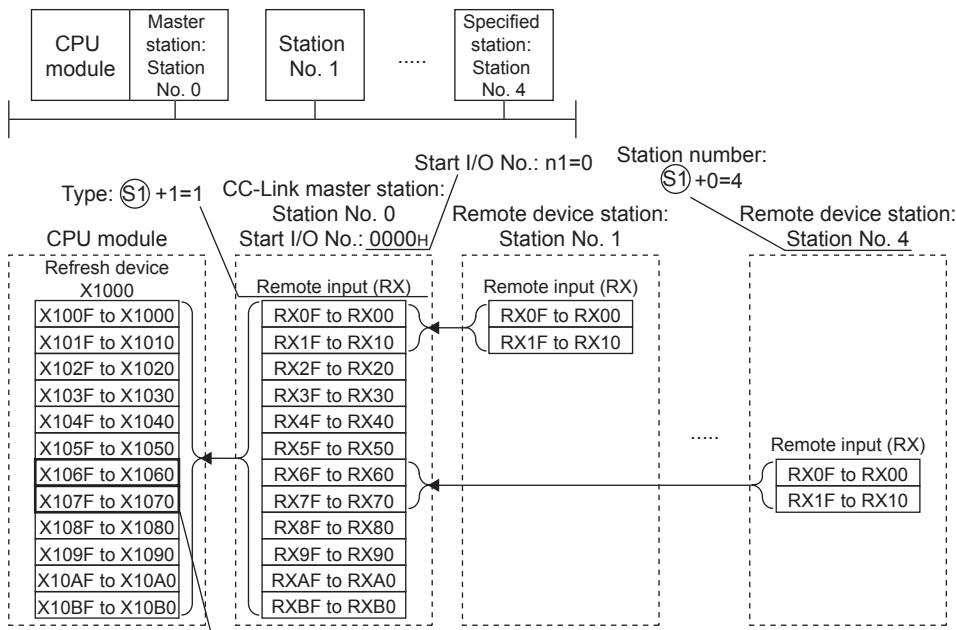 CPU
module
Master
station:
Station
No. 0
Station
No. 1
.....
Specified
station:
Station
No. 4
Start I/O No.: n1=0
Station number:
S1 +0=4
Type: S1 +1=1
CC-Link master station:
Station No. 0
Start I/O No.: 0000H
Remote device station:
Station No. 1
Remote device station:
Station No. 4
CPU module
Refresh device
X1000
X100F to X1000
X101F to X1010
X102F to X1020
X103F to X1030
X104F to X1040
X105F to X1050
X106F to X1060
X107F to X1070
X108F to X1080
X109F to X1090
X10AF to X10A0
X10BF to X10B0
Remote input (RX)
RX0F to RX00
RX1F to RX10
RX2F to RX20
RX3F to RX30
RX4F to RX40
RX5F to RX50
RX6F to RX60
RX7F to RX70
RX8F to RX80
RX9F to RX90
RXAF to RXA0
RXBF to RXB0
Remote input (RX)
RX0F to RX00
RX1F to RX10
.....
Remote input (RX)
RX0F to RX00
RX1F to RX10